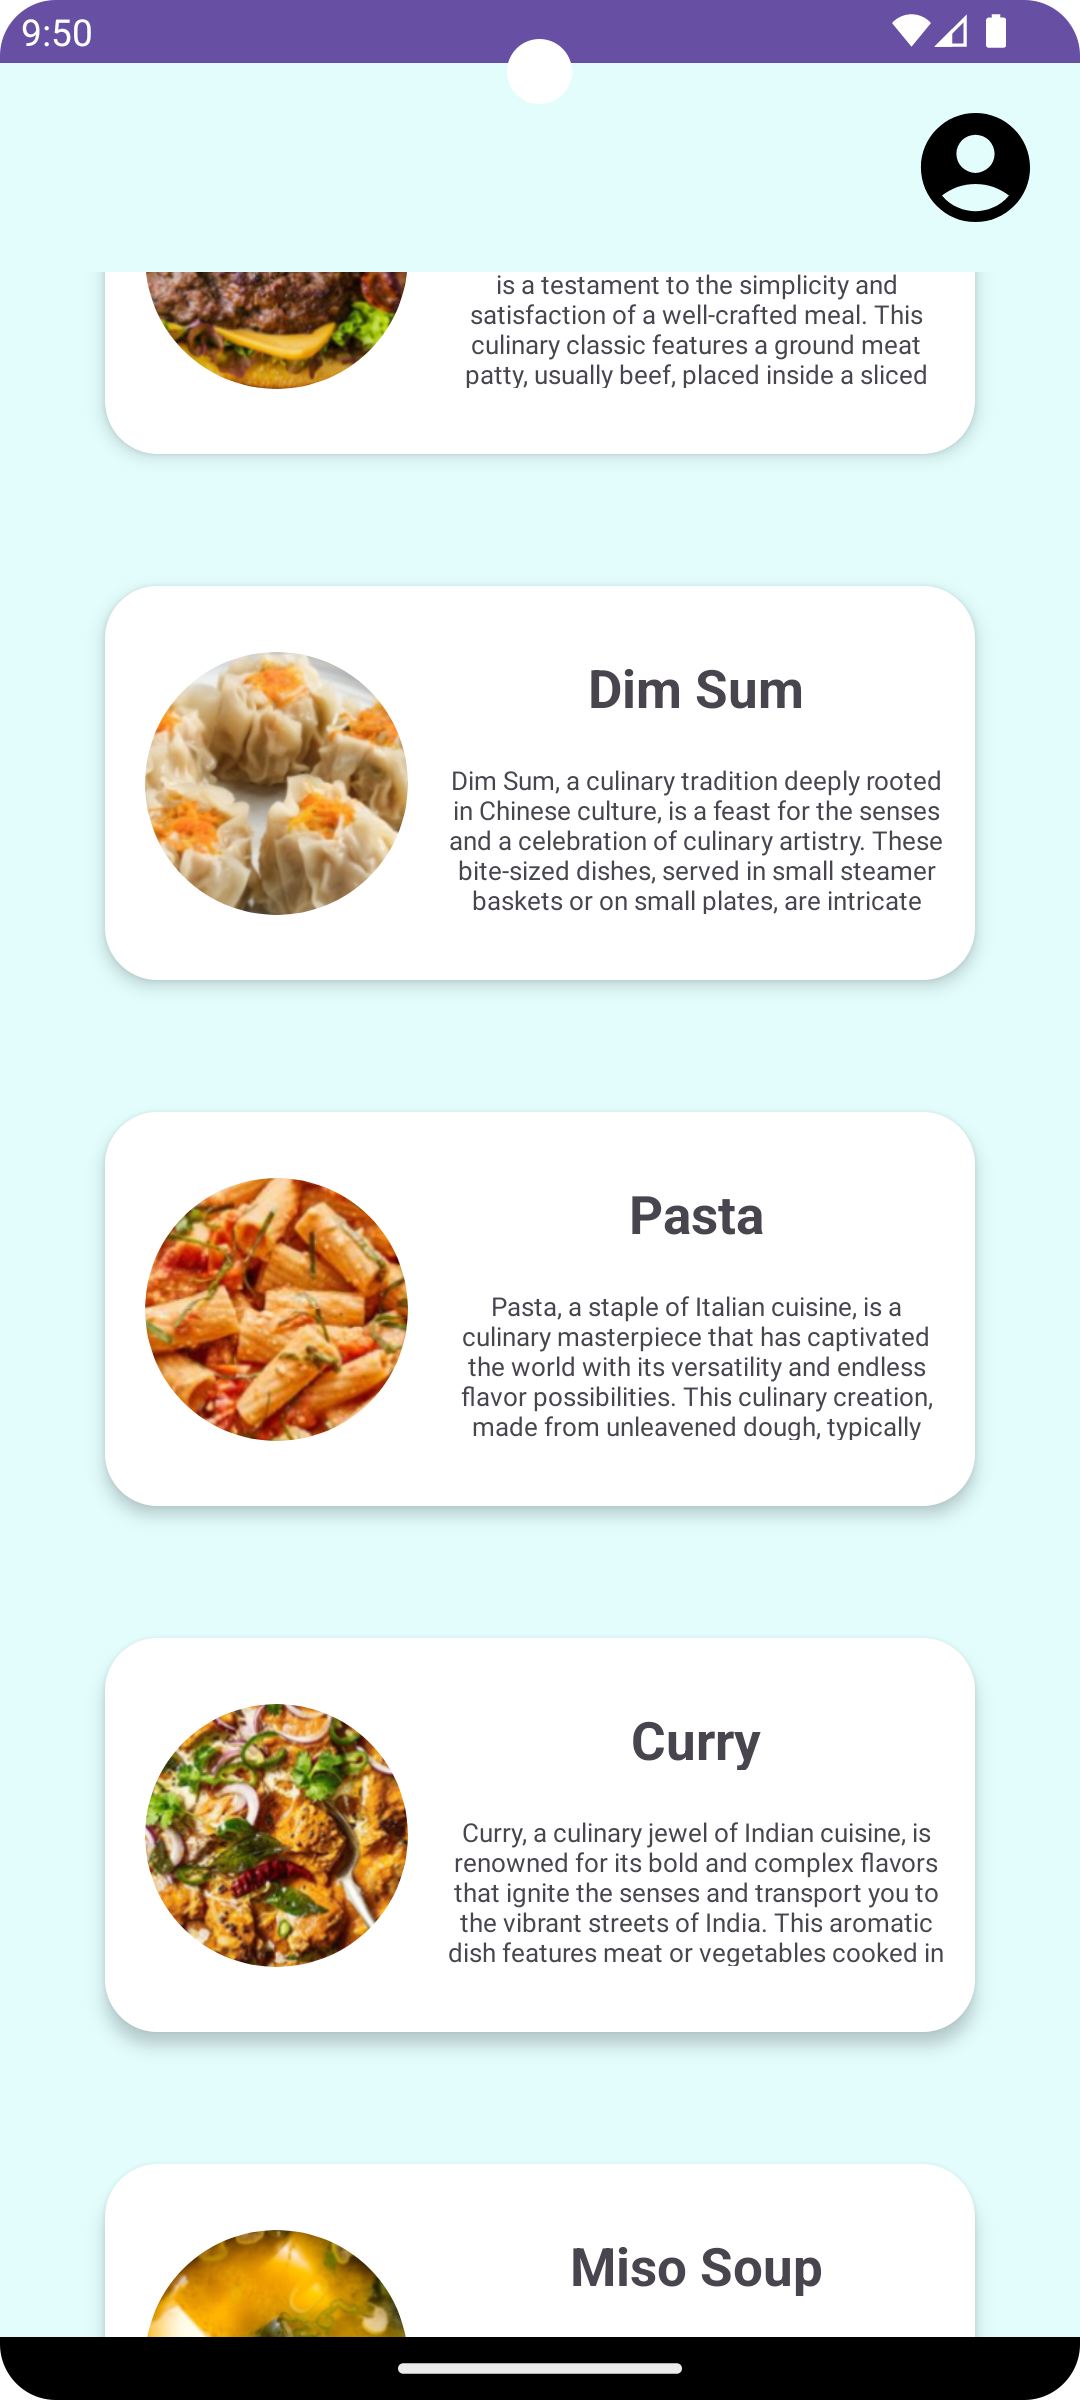 9:50
is a testament to the simplicity and
satisfaction of a well-crafted meal. This
culinary classic features a ground meat
patty, usually beef, placed inside a sliced
Dim Sum
Dim Sum, a culinary tradition deeply rooted
in Chinese culture, is a feast for the senses
and a celebration of culinary artistry. These
bite-sized dishes, served in small steamer
baskets or on small plates, are intricate
Pasta
Pasta, a staple of Italian cuisine, is a
culinary masterpiece that has captivated
the world with its versatility and endless
flavor possibilities. This culinary creation,
made from unleavened dough, typically
Curry
Curry, a culinary jewel of Indian cuisine, is
renowned for its bold and complex flavors
that ignite the senses and transport you to
the vibrant streets of India. This aromatic
dish features meat or vegetables cooked in
Miso Soup